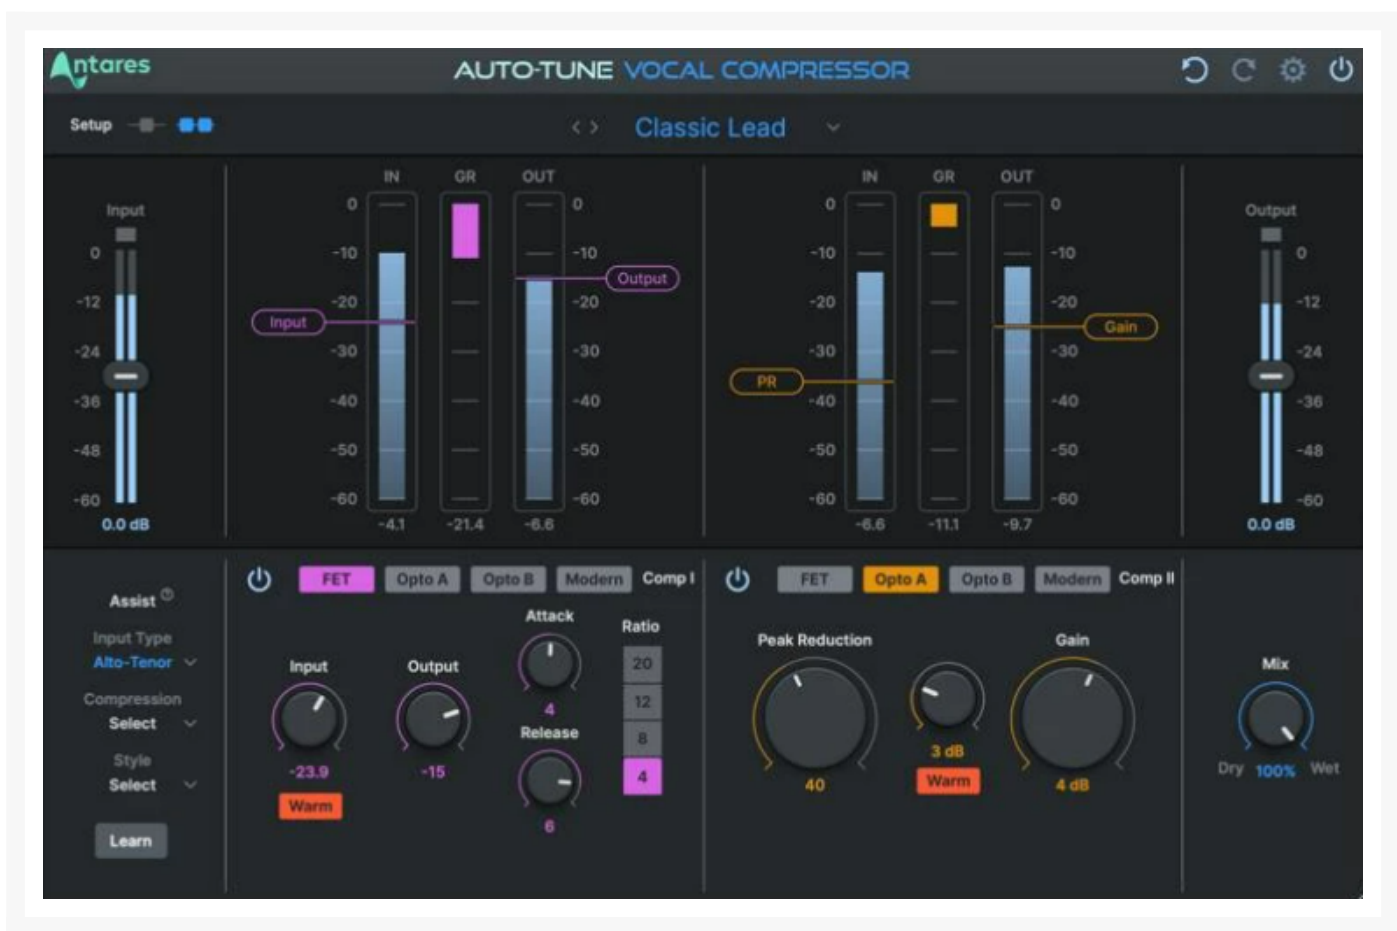 Antares
AUTO-TUNE VOCAL COMPRESSOR
Setup
< > Classic Lead
Input
0
-12
-24
-36
-48
-60
0.0 dB
IN GR OUT
0 0
-10 -10
Output
-20 -20
Input
-30 -30
-40 -40
-50 -50
-60 -60
-4.1 -21.4 -6.6
IN GR OUT
0 0
-10 -10
-20 -20
Gain
-30 -30
PR
-40 -40
-50 -50
-60 -60
-6.6 -11.1 -9.7
Output
0
-12
-24
-36
-48
-60
0.0 dB
Assist ?
Input Type
Alto-Tenor
Compression
Select
Style
Select
Learn
FET Opto A Opto B Modern Comp I
Input
-23.9
Warm
Output
-15
Attack
4
Release
6
Ratio
20
12
8
4
FET Opto A Opto B Modern Comp II
Peak Reduction
40
3 dB
Warm
Gain
4 dB
Mix
Dry 100% Wet